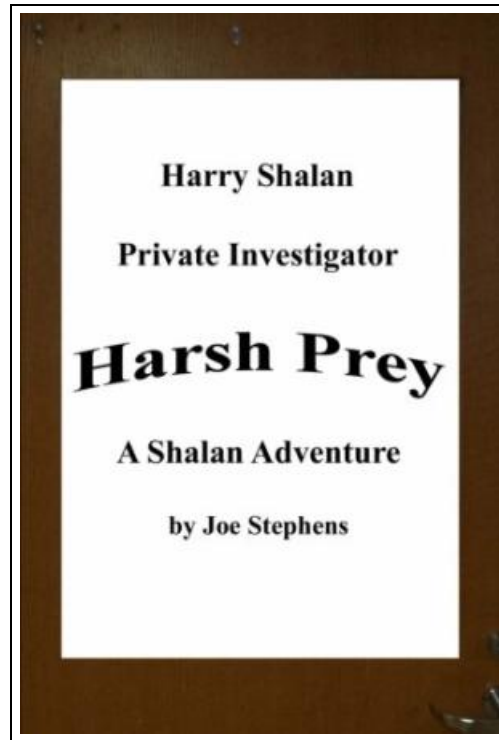 Harry Shalan
Private Investigator
Harsh Prey
A Shalan Adventure
by Joe Stephens